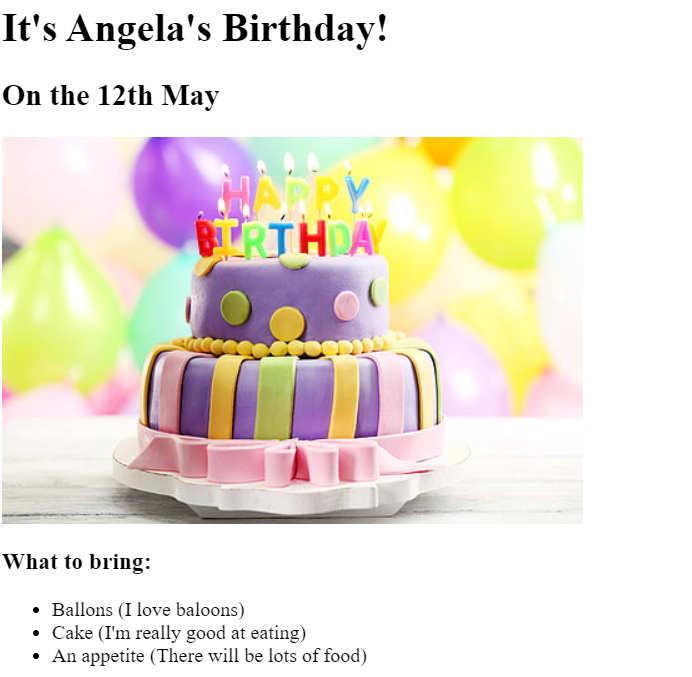 It's Angela's Birthday!
On the 12th May
HAPPY
BIRTHDAY
What to bring:
Ballons (I love baloons)
Cake (I'm really good at eating)
An appetite (There will be lots of food)